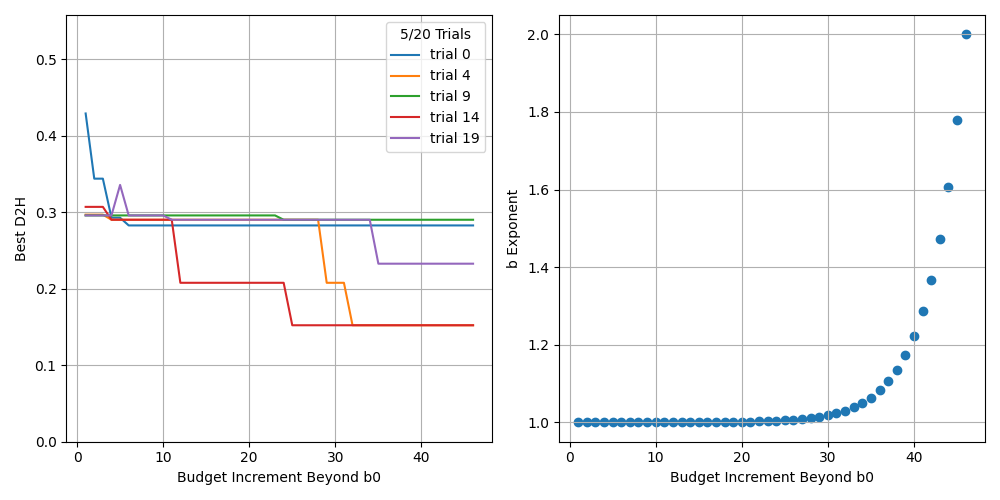 5/20 Trials
trial 0
trial 4
trial 9
trial 14
trial 19
0.5
0.4
0.3
0.2
0.1
0.0
Best D2H
0 10 20 30 40
Budget Increment Beyond b0
2.0
1.8
1.6
1.4
1.2
1.0
b Exponent
0 10 20 30 40
Budget Increment Beyond b0